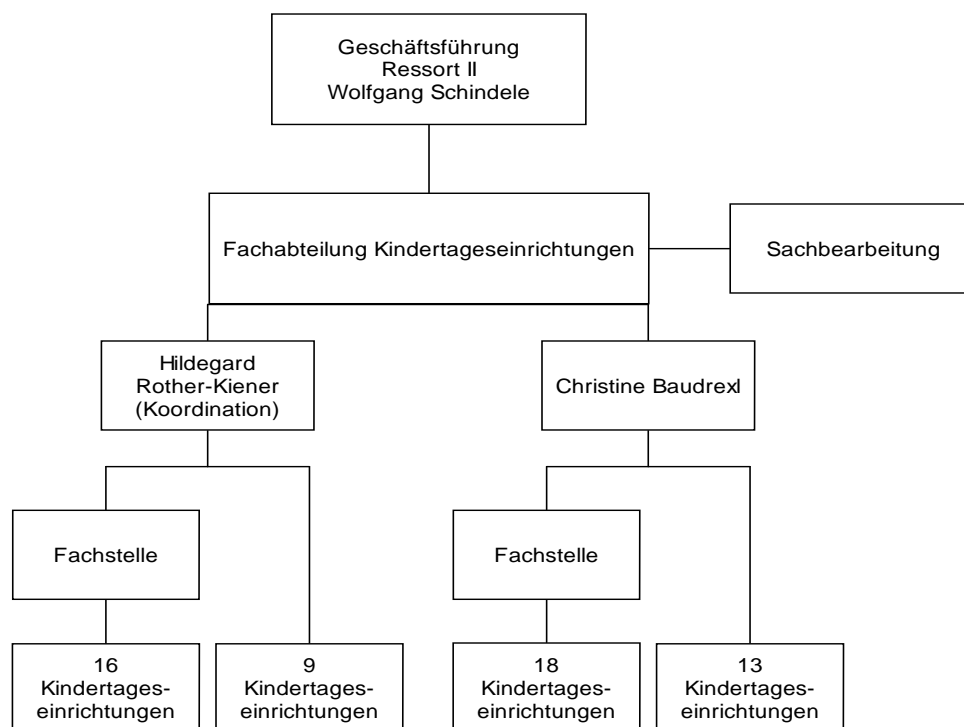 Geschäftsführung
Ressort II
Wolfgang Schindele
Fachabteilung Kindertageseinrichtungen
Sachbearbeitung
Hildegard
Rother-Kiener
(Koordination)
Christine Baudrexl
Fachstelle
Fachstelle
16
Kindertages-
einrichtungen
9
Kindertages-
einrichtungen
18
Kindertages-
einrichtungen
13
Kindertages-
einrichtungen